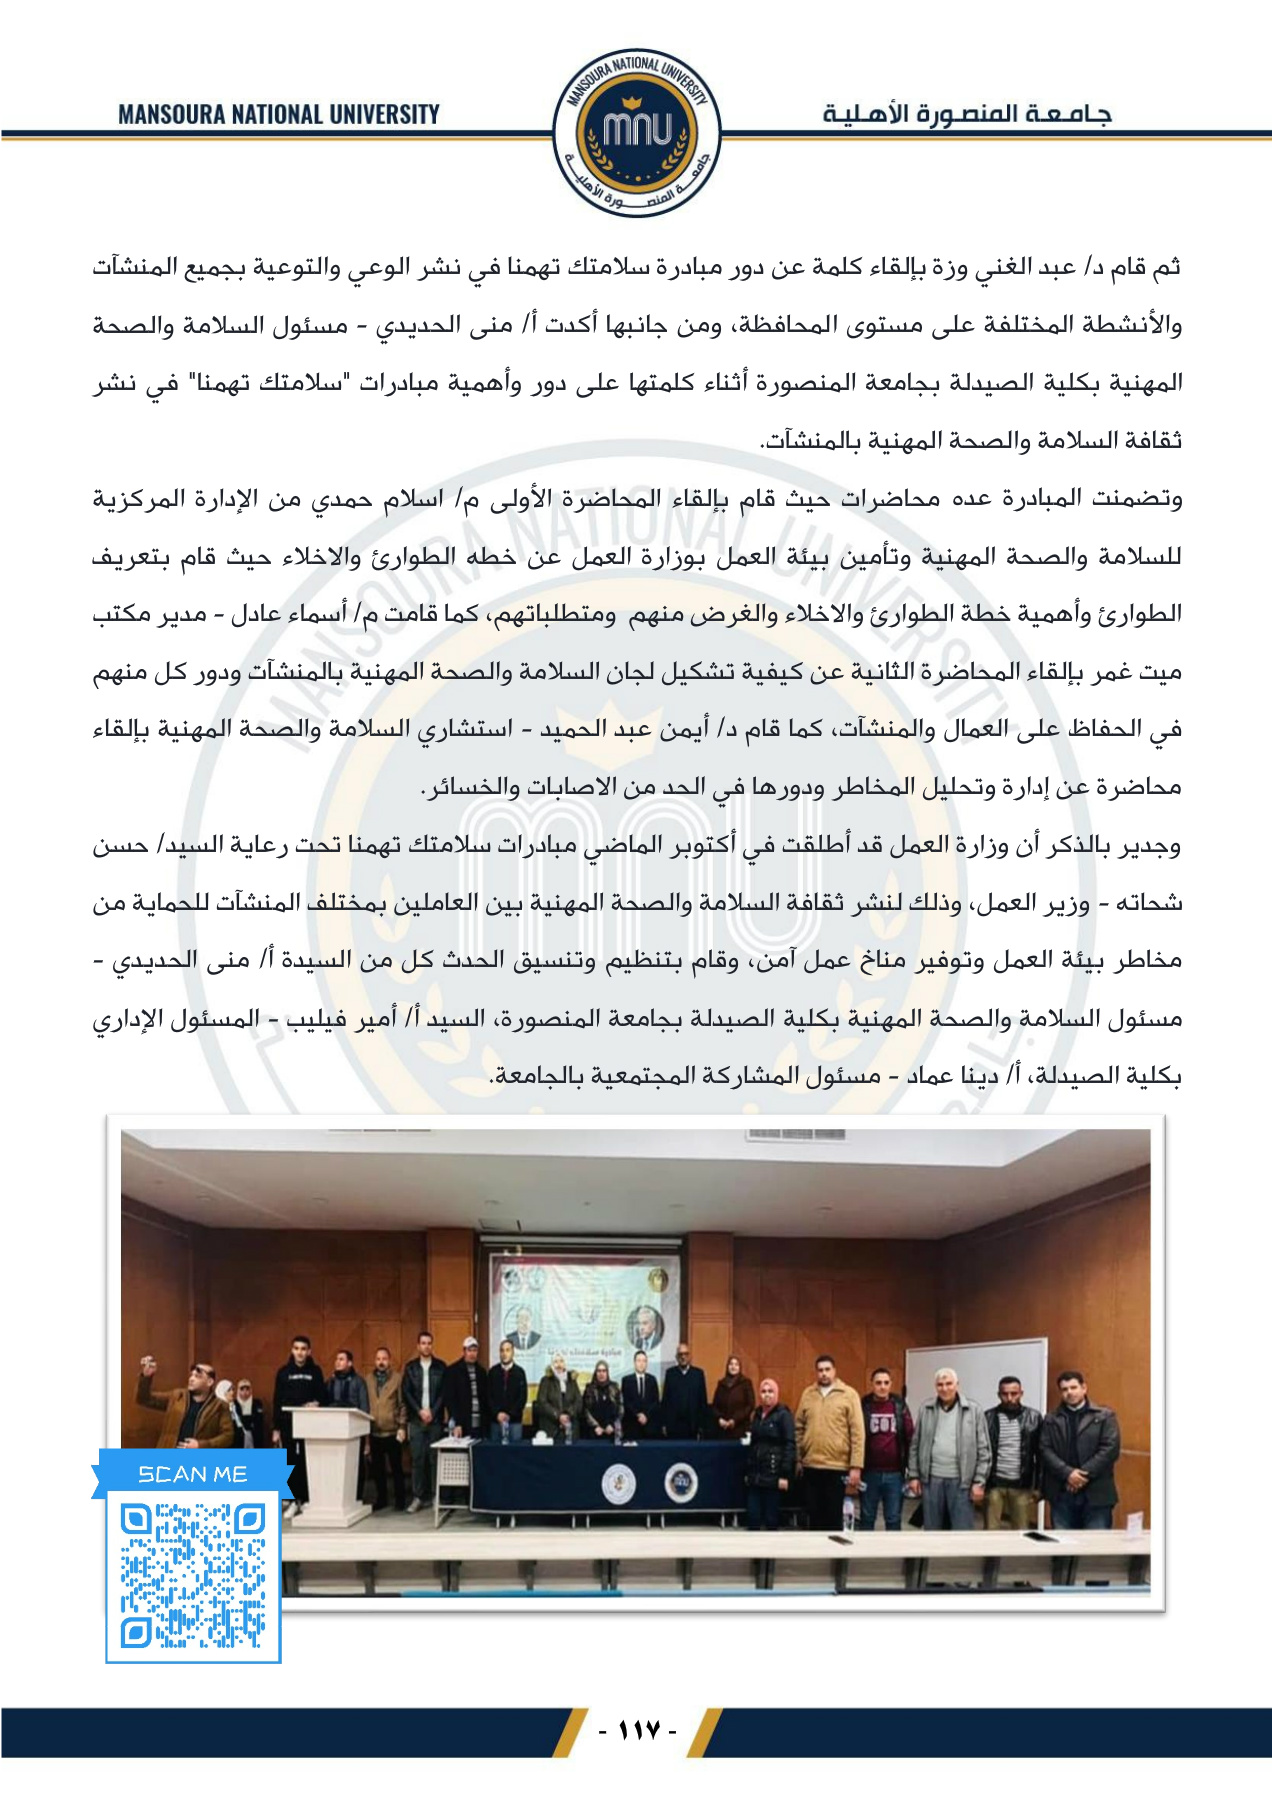 MANSOURA NATIONAL UNIVERSITY
جـامـعـة المنصـورة الأهـليـة
MANSOURA NATIONAL UNIVERSITY
mnu
جامعـــة المنصـــورة الأهليـــة
ثم قام د/ عبد الغني وزة بإلقاء كلمة عن دور مبادرة سلامتك تهمنا في نشر الوعي والتوعية بجميع المنشآت
والأنشطة المختلفة على مستوى المحافظة، ومن جانبها أكدت أ/ منى الحديدي - مسئول السلامة والصحة
المهنية بكلية الصيدلة بجامعة المنصورة أثناء كلمتها على دور وأهمية مبادرات "سلامتك تهمنا" في نشر
ثقافة السلامة والصحة المهنية بالمنشآت.
وتضمنت المبادرة عده محاضرات حيث قام بإلقاء المحاضرة الأولى م/ اسلام حمدي من الإدارة المركزية
للسلامة والصحة المهنية وتأمين بيئة العمل بوزارة العمل عن خطه الطوارئ والاخلاء حيث قام بتعريف
الطوارئ وأهمية خطة الطوارئ والاخلاء والغرض منهم ومتطلباتهم، كما قامت م/ أسماء عادل - مدير مكتب
ميت غمر بإلقاء المحاضرة الثانية عن كيفية تشكيل لجان السلامة والصحة المهنية بالمنشآت ودور كل منهم
في الحفاظ على العمال والمنشآت، كما قام د/ أيمن عبد الحميد - استشاري السلامة والصحة المهنية بإلقاء
محاضرة عن إدارة وتحليل المخاطر ودورها في الحد من الاصابات والخسائر.
وجدير بالذكر أن وزارة العمل قد أطلقت في أكتوبر الماضي مبادرات سلامتك تهمنا تحت رعاية السيد/ حسن
شحاته - وزير العمل، وذلك لنشر ثقافة السلامة والصحة المهنية بين العاملين بمختلف المنشآت للحماية من
مخاطر بيئة العمل وتوفير مناخ عمل آمن، وقام بتنظيم وتنسيق الحدث كل من السيدة أ/ منى الحديدي -
مسئول السلامة والصحة المهنية بكلية الصيدلة بجامعة المنصورة، السيد أ/ أمير فيليب - المسئول الإداري
بكلية الصيدلة، أ/ دينا عماد - مسئول المشاركة المجتمعية بالجامعة.
SCAN ME
- ١١٧ -